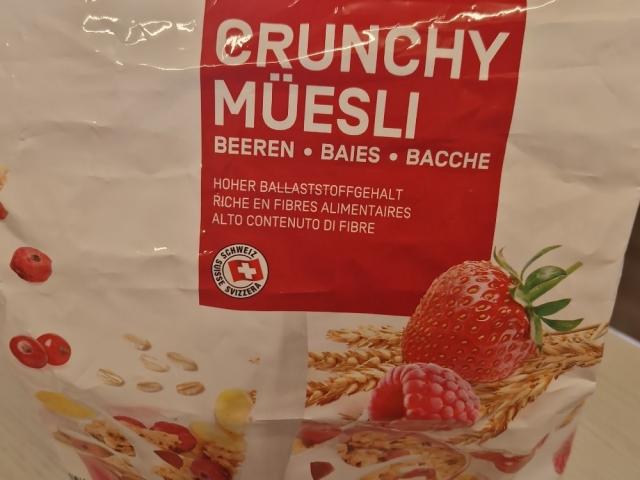 CRUNCHY
MÜESLI
BEEREN • BAIES • BACCHE
HOHER BALLASTSTOFFGEHALT
RICHE EN FIBRES ALIMENTAIRES
ALTO CONTENUTO DI FIBRE
SCHWEIZ
SUISSE SVIZZERA